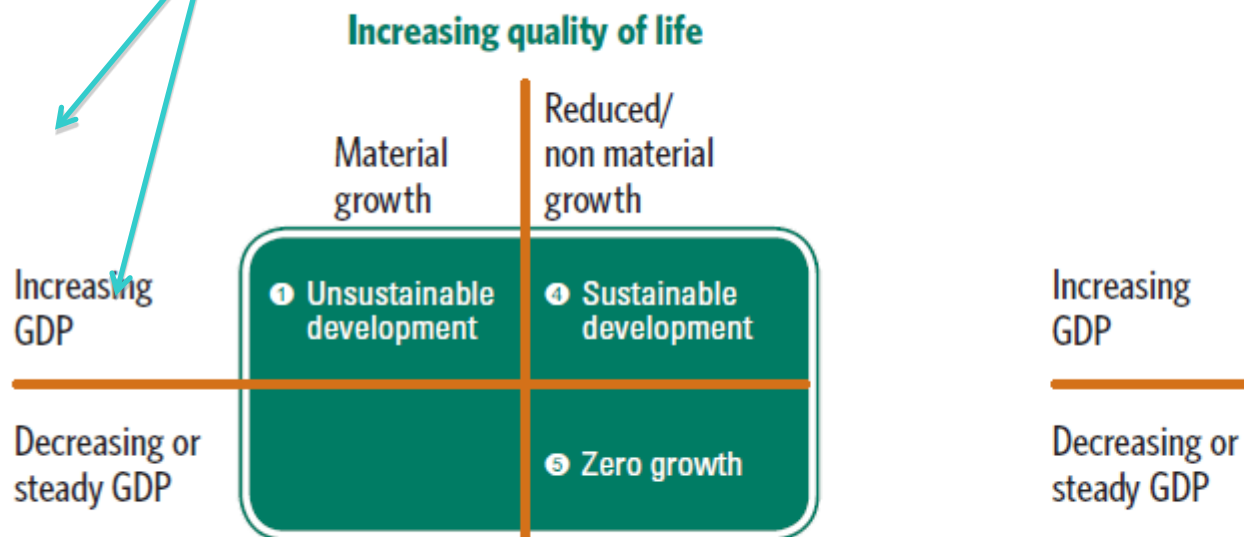 Increasing quality of life
Material
growth
Reduced/
non material
growth
Increasing
GDP
❶ Unsustainable
development
❹ Sustainable
development
Decreasing or
steady GDP
❺ Zero growth
Increasing
GDP
Decreasing or
steady GDP